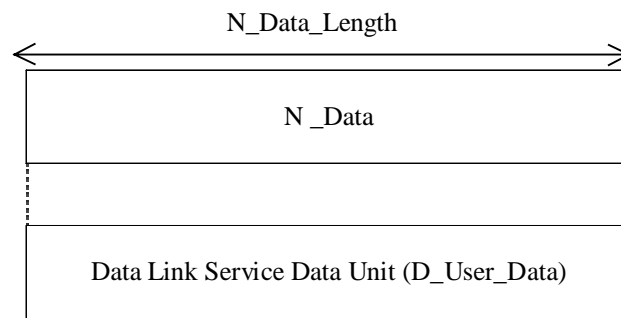 N_Data_Length
N _Data
Data Link Service Data Unit (D_User_Data)